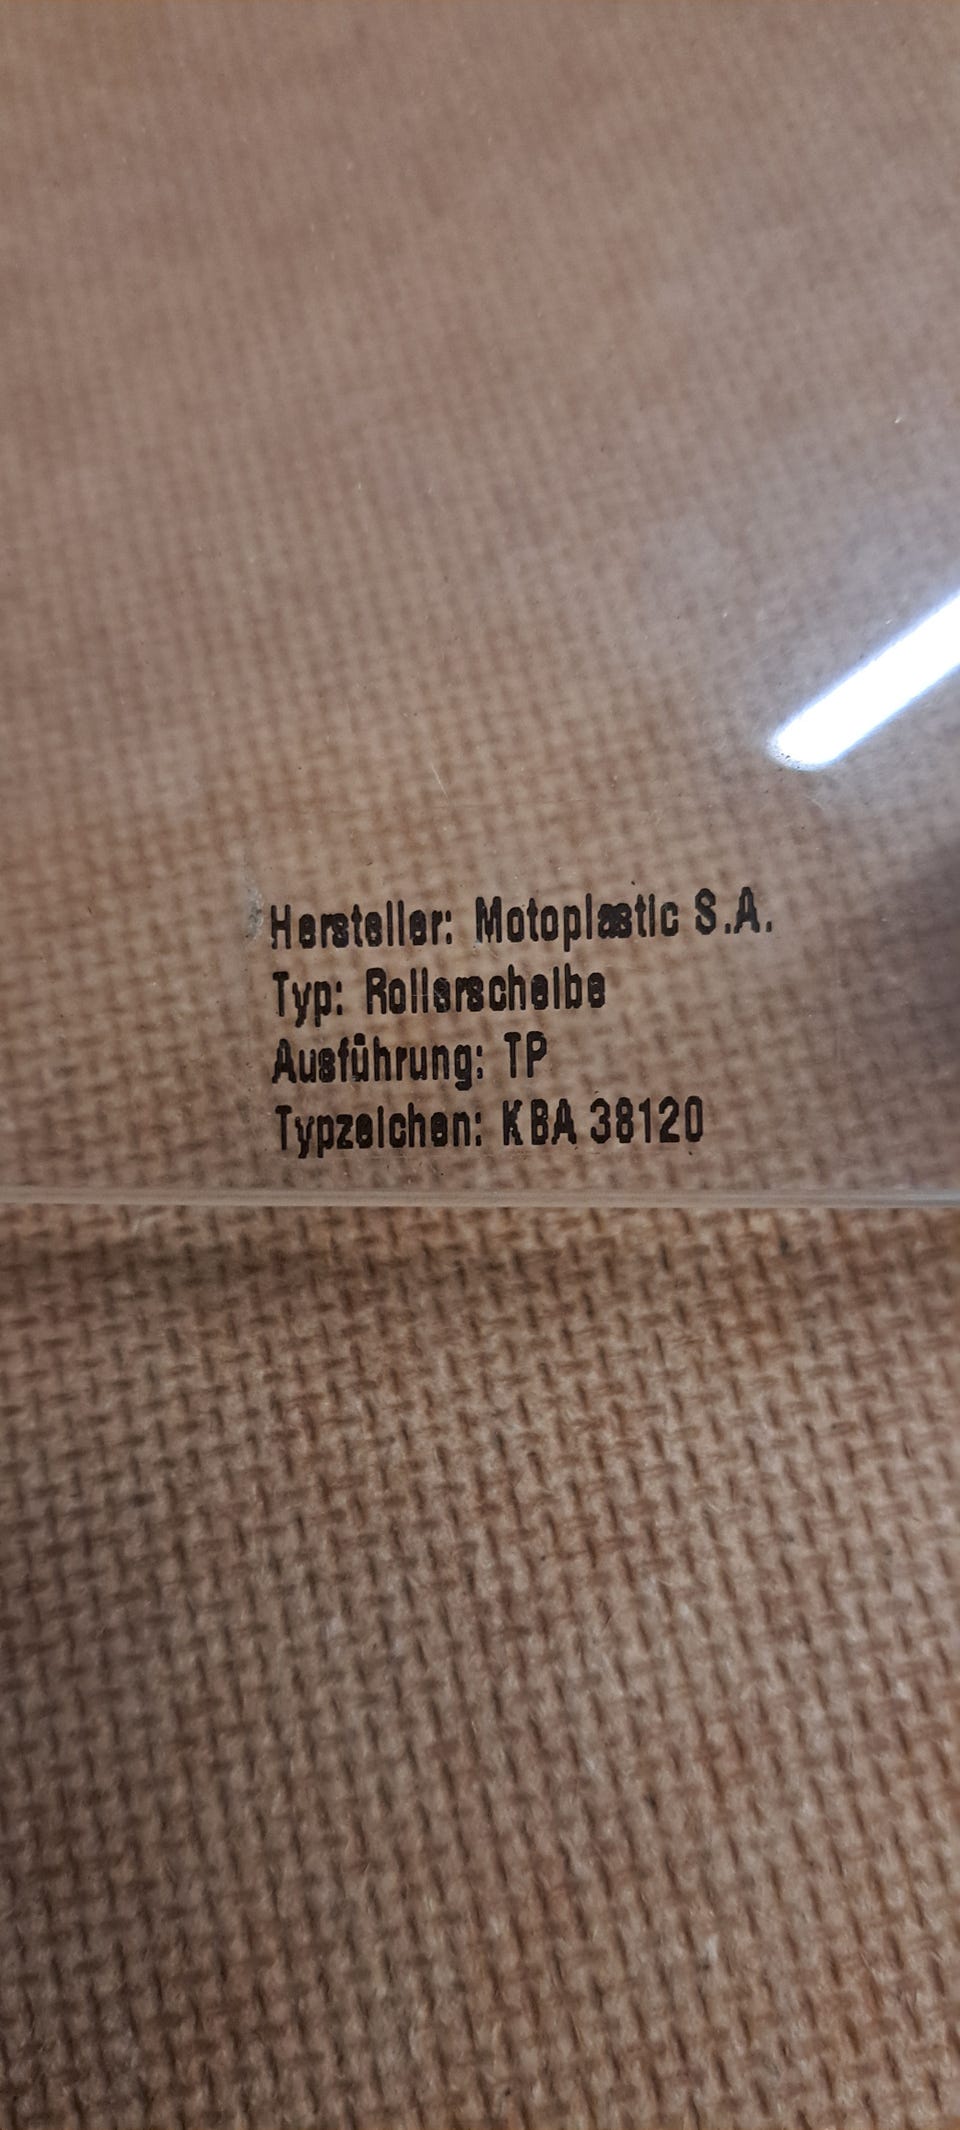 Hersteller: Motoplastic S.A.
Typ: Rollerscheibe
Ausführung: TP
Typzeichen: KBA 38120